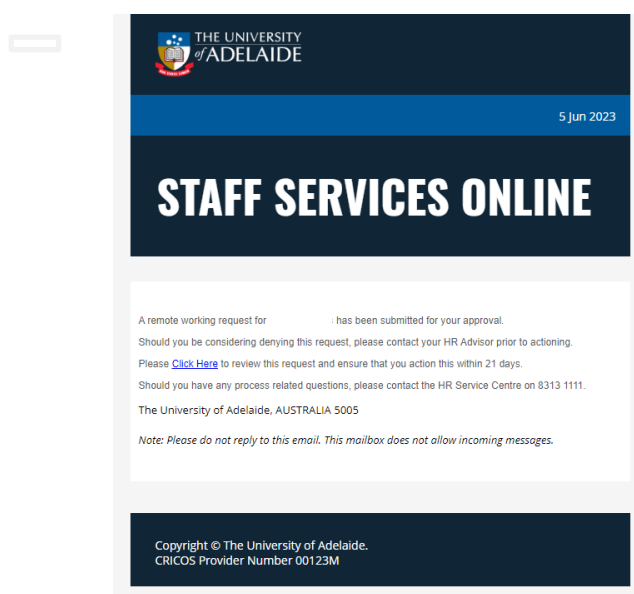 THE UNIVERSITY
of ADELAIDE
5 Jun 2023
STAFF SERVICES ONLINE
A remote working request for has been submitted for your approval.
Should you be considering denying this request, please contact your HR Advisor prior to actioning.
Please Click Here to review this request and ensure that you action this within 21 days.
Should you have any process related questions, please contact the HR Service Centre on 8313 1111.
The University of Adelaide, AUSTRALIA 5005
Note: Please do not reply to this email. This mailbox does not allow incoming messages.
Copyright © The University of Adelaide.
CRICOS Provider Number 00123M